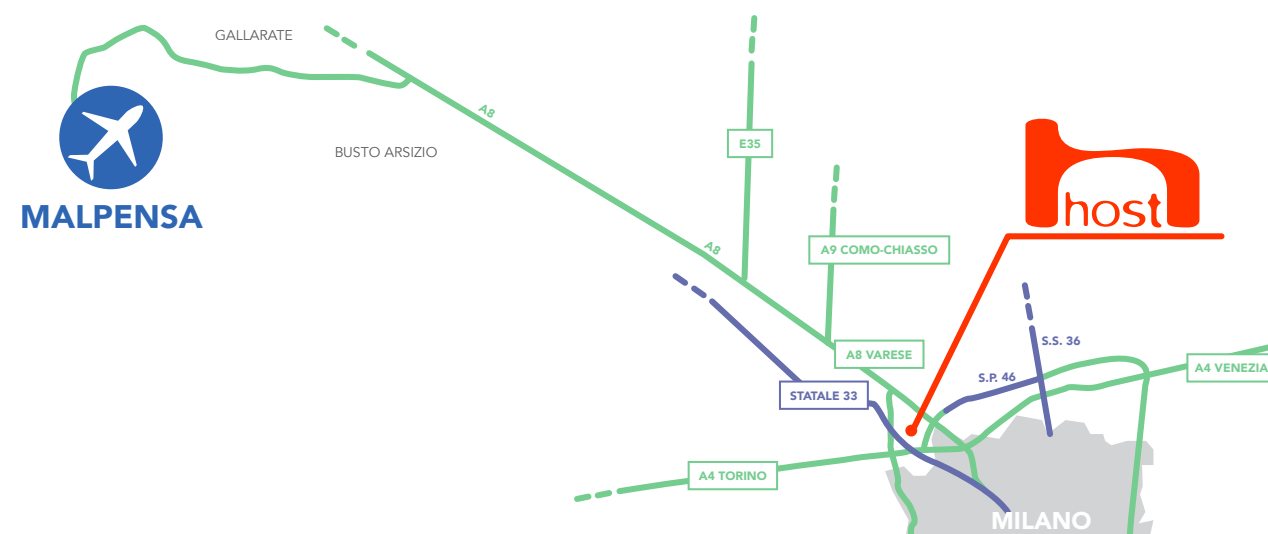 GALLARATE
A8
E35
BUSTO ARSIZIO
MALPENSA
host
A8
A9 COMO-CHIASSO
S.S. 36
A8 VARESE
A4 VENEZIA
S.P. 46
STATALE 33
A4 TORINO
MILANO